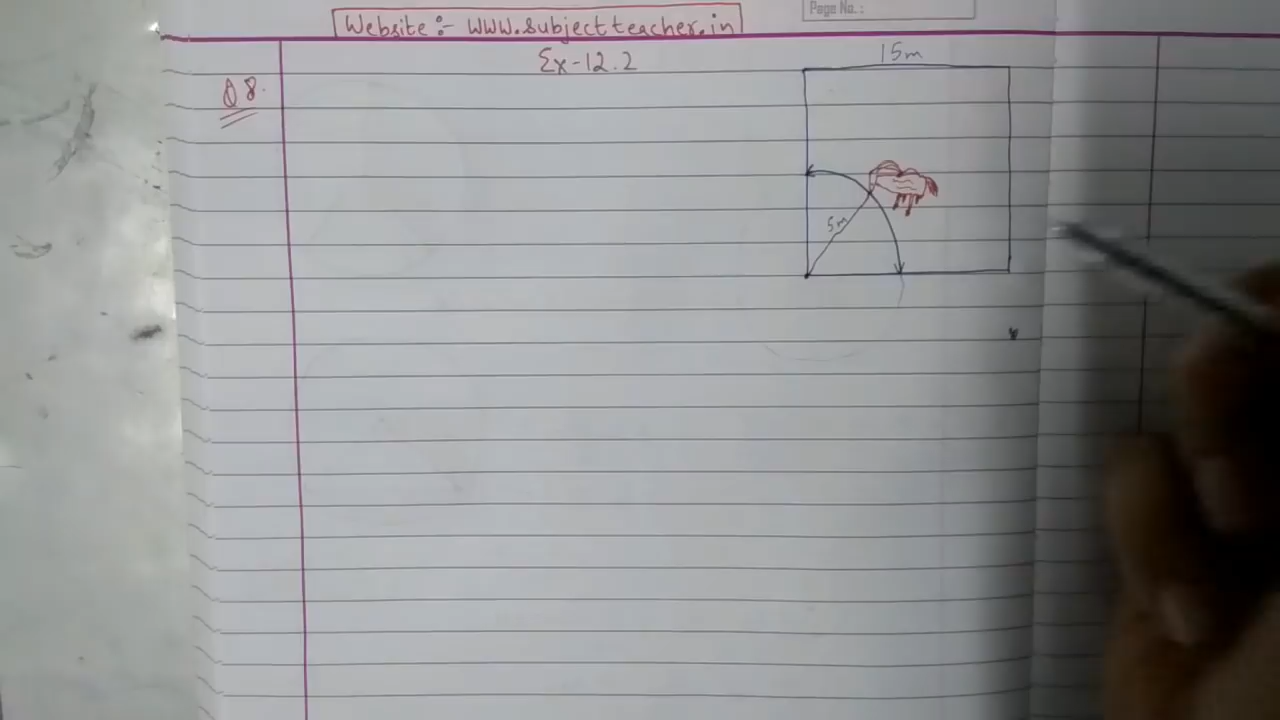 Page No. :
Website :- www.subjectteacher.in
Ex-12.2
15m
Q8.
5m